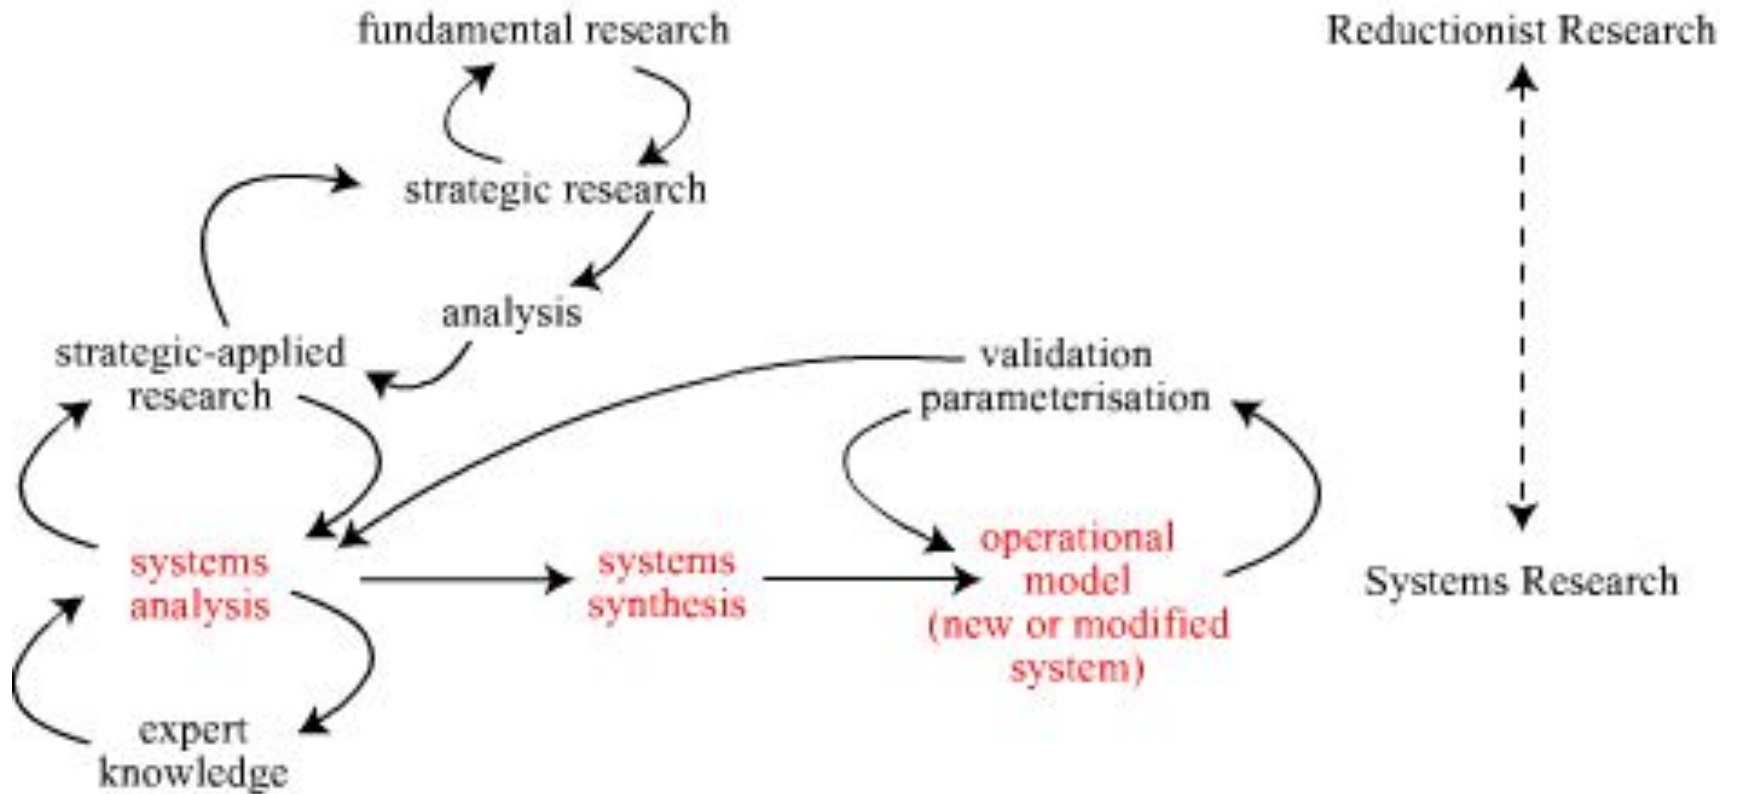 fundamental research
Reductionist Research
strategic research
analysis
strategic-applied
research
validation
parameterisation
systems
analysis
systems
synthesis
operational
model
(new or modified
system)
Systems Research
expert
knowledge